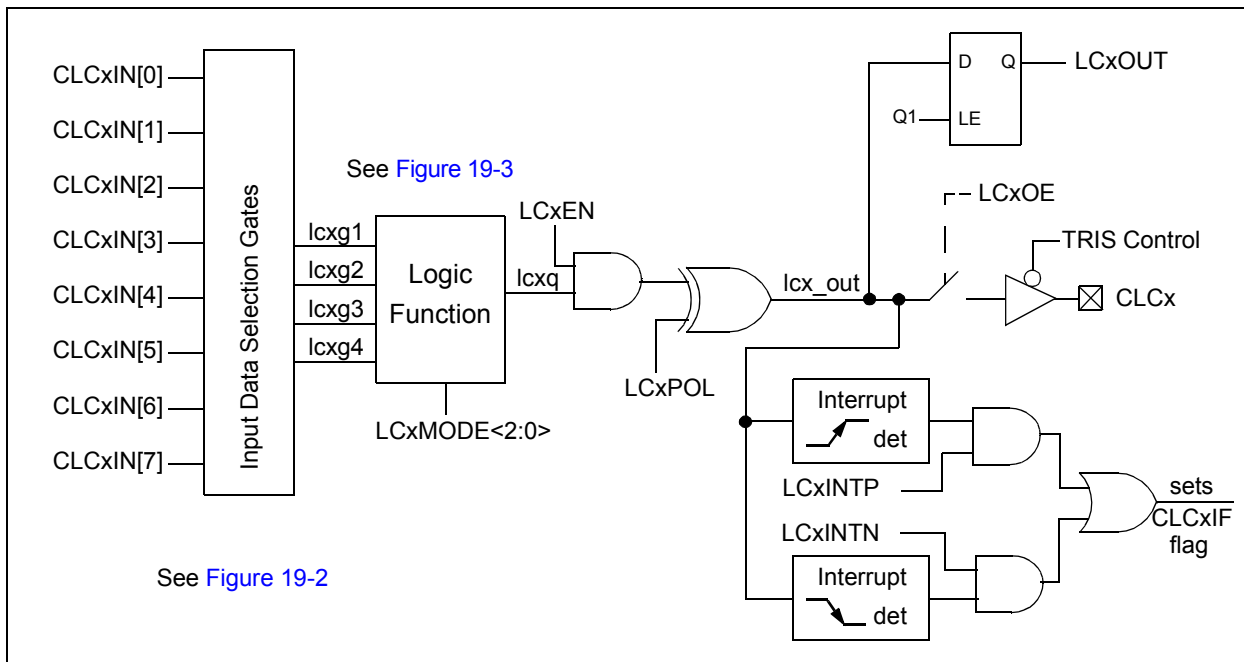 CLCxIN[0]
CLCxIN[1]
CLCxIN[2]
CLCxIN[3]
CLCxIN[4]
CLCxIN[5]
CLCxIN[6]
CLCxIN[7]
Input Data Selection Gates
See Figure 19-2
See Figure 19-3
lcxg1
lcxg2
lcxg3
lcxg4
Logic
Function
LCxMODE<2:0>
LCxEN
lcxq
LCxPOL
lcx_out
D
Q
LCxOUT
Q1
LE
LCxOE
TRIS Control
CLCx
Interrupt
det
LCxINTP
LCxINTN
Interrupt
det
sets
CLCxIF
flag